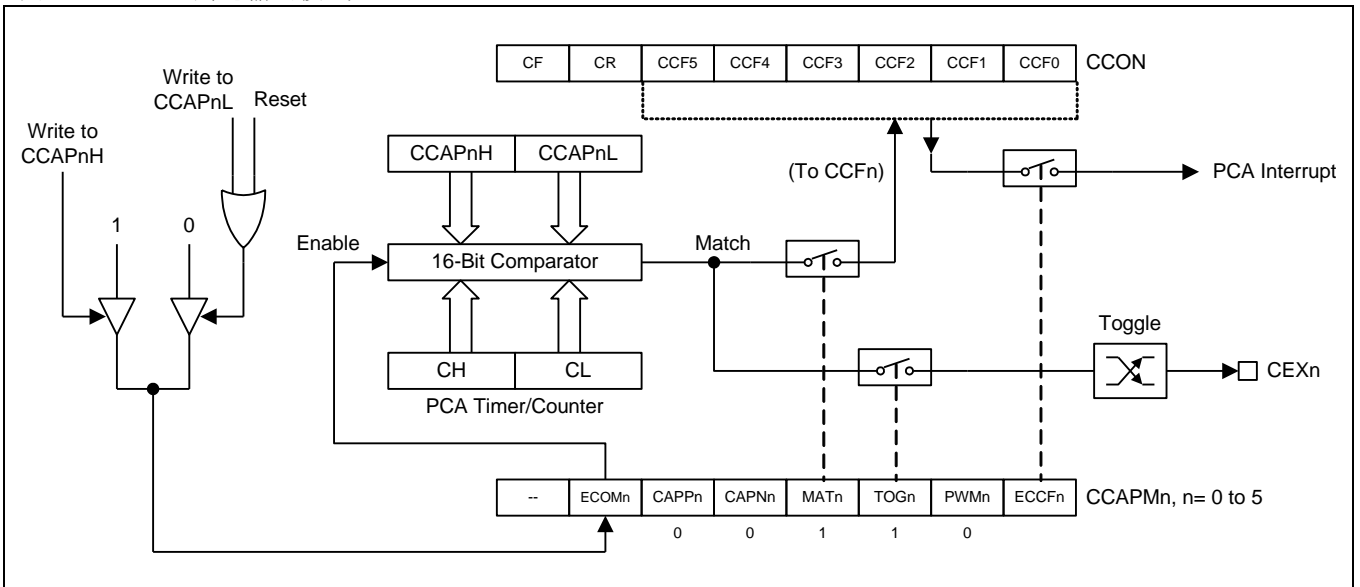 CF CR CCF5 CCF4 CCF3 CCF2 CCF1 CCF0 CCON
Write to
CCAPnL
Reset
Write to
CCAPnH
CCAPnH CCAPnL
(To CCFn)
PCA Interrupt
1 0
Enable
16-Bit Comparator
Match
Toggle
CH CL
CEXn
PCA Timer/Counter
-- ECOMn CAPPn CAPNn MATn TOGn PWMn ECCFn CCAPMn, n= 0 to 5
0 0 1 1 0